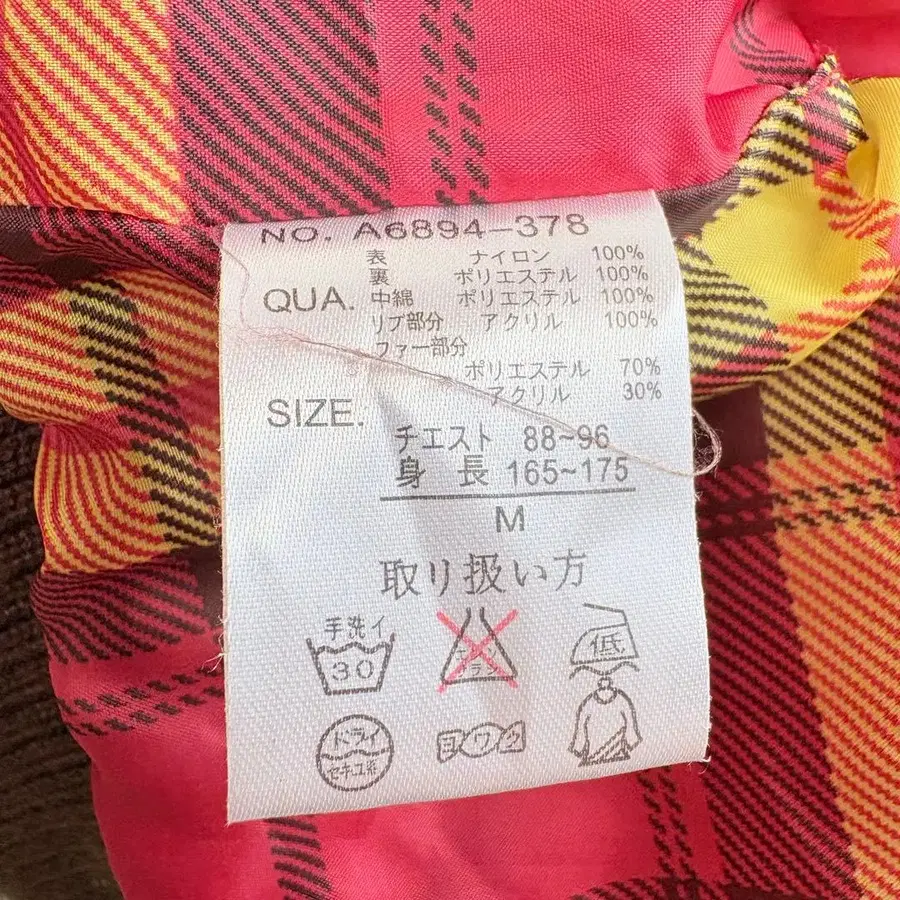 NO. A6894-378
QUA.
表 ナイロン 100%
裏 ポリエステル 100%
中綿 ポリエステル 100%
リブ部分 アクリル 100%
ファー部分
ポリエステル 70%
アクリル 30%
SIZE.
チエスト 88~96
身長 165~175
M
取り扱い方
手洗イ
30
低
ドライ
セキユ系
ヨワク